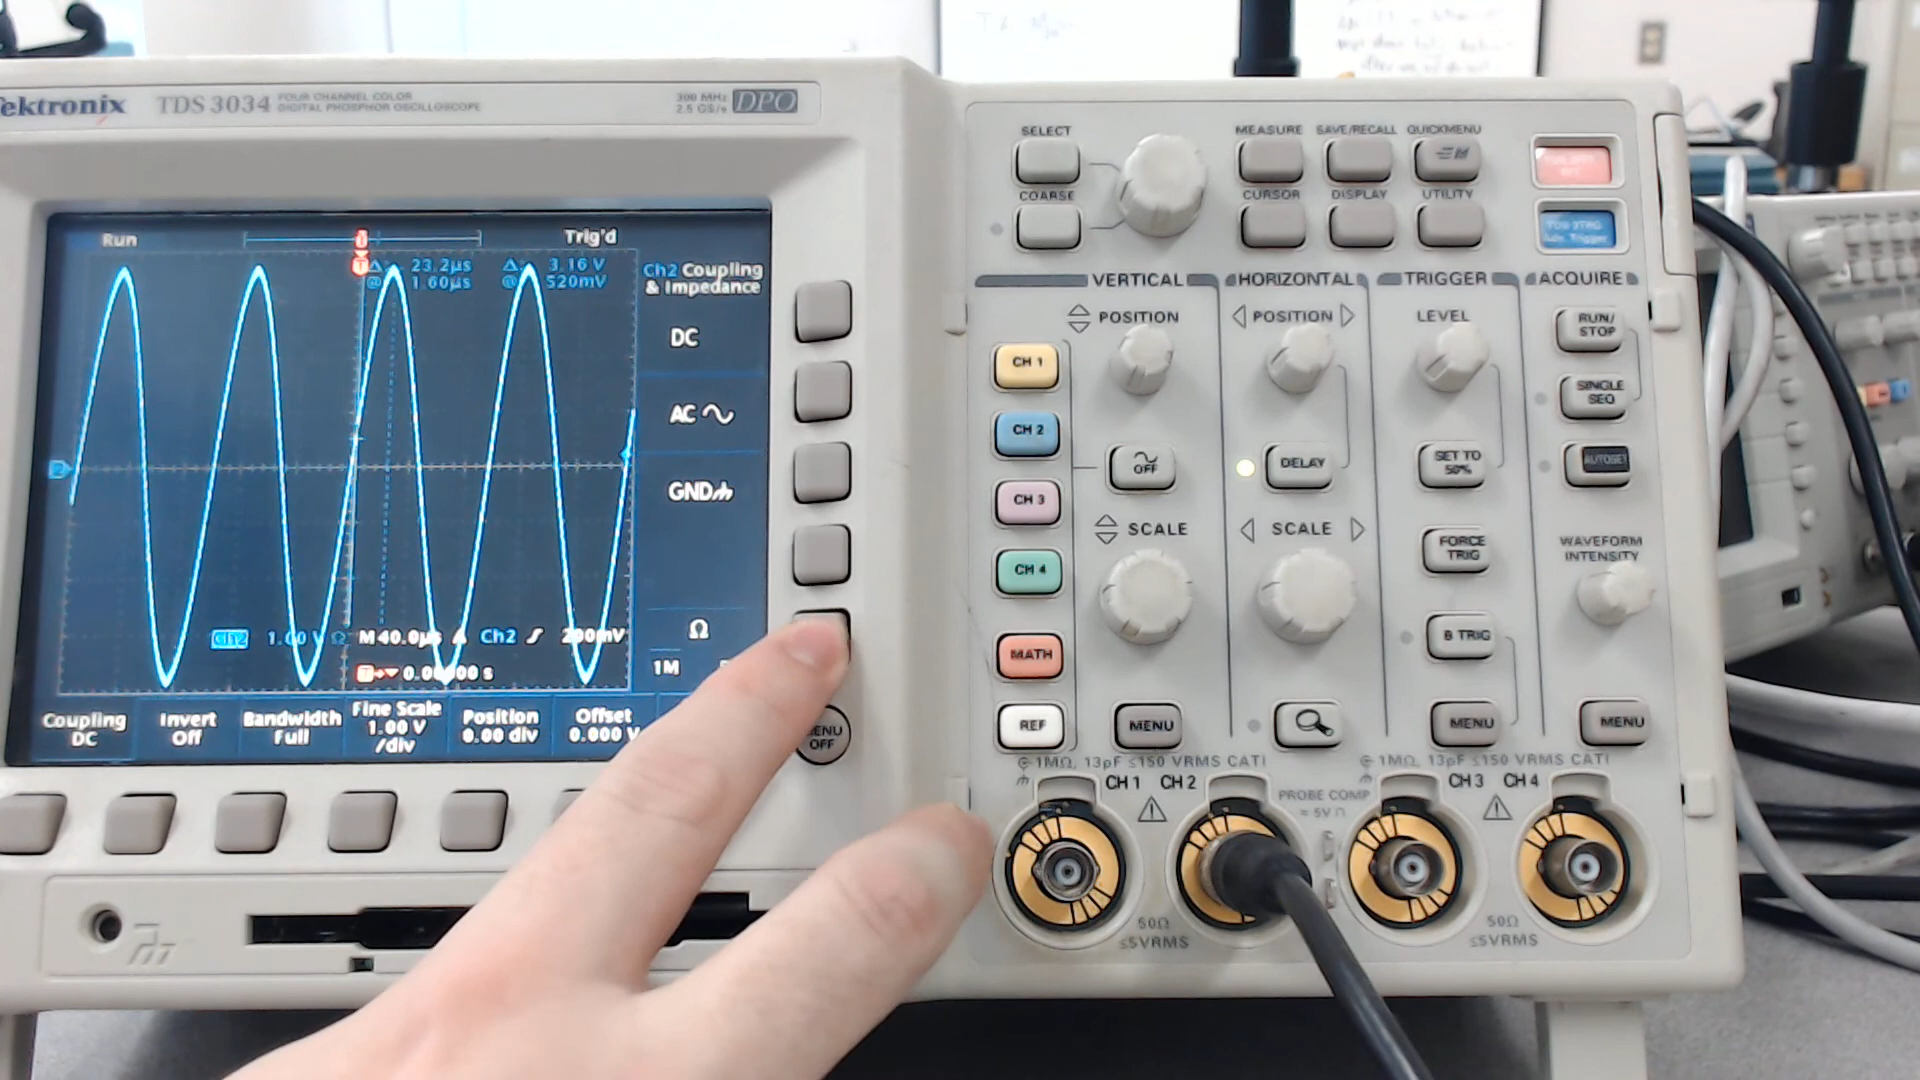 Tektronix TDS 3034 FOUR CHANNEL COLOR
DIGITAL PHOSPHOR OSCILLOSCOPE
300 MHz
2.5 GS/s DPO
Run Trig'd
Δ: 23.2µs Δ: 3.16 V
@: 1.60µs @: 520mV
Ch2 Coupling
& Impedance
DC
AC
GND
Ω
1M
2
Ch2 1.00 V Ω M 40.0µs A Ch2 200mV
T 0.00000 s
Coupling
DC
Invert
Off
Bandwidth
Full
Fine Scale
1.00 V
/div
Position
0.00 div
Offset
0.000 V
MENU
OFF
SELECT
COARSE
MEASURE SAVE/RECALL QUICKMENU
CURSOR DISPLAY UTILITY
VERTICAL HORIZONTAL TRIGGER ACQUIRE
POSITION POSITION LEVEL
RUN/
STOP
CH 1
SINGLE
SEQ
CH 2
OFF
DELAY
SET TO
50%
AUTOSET
CH 3
SCALE SCALE
FORCE
TRIG
WAVEFORM
INTENSITY
CH 4
B TRIG
MATH
REF
MENU
MENU
MENU
1MΩ, 13pF ≤150 VRMS CAT I
1MΩ, 13pF ≤150 VRMS CAT I
CH 1 CH 2
PROBE COMP
≈ 5V
CH 3 CH 4
50Ω
≤5VRMS
50Ω
≤5VRMS